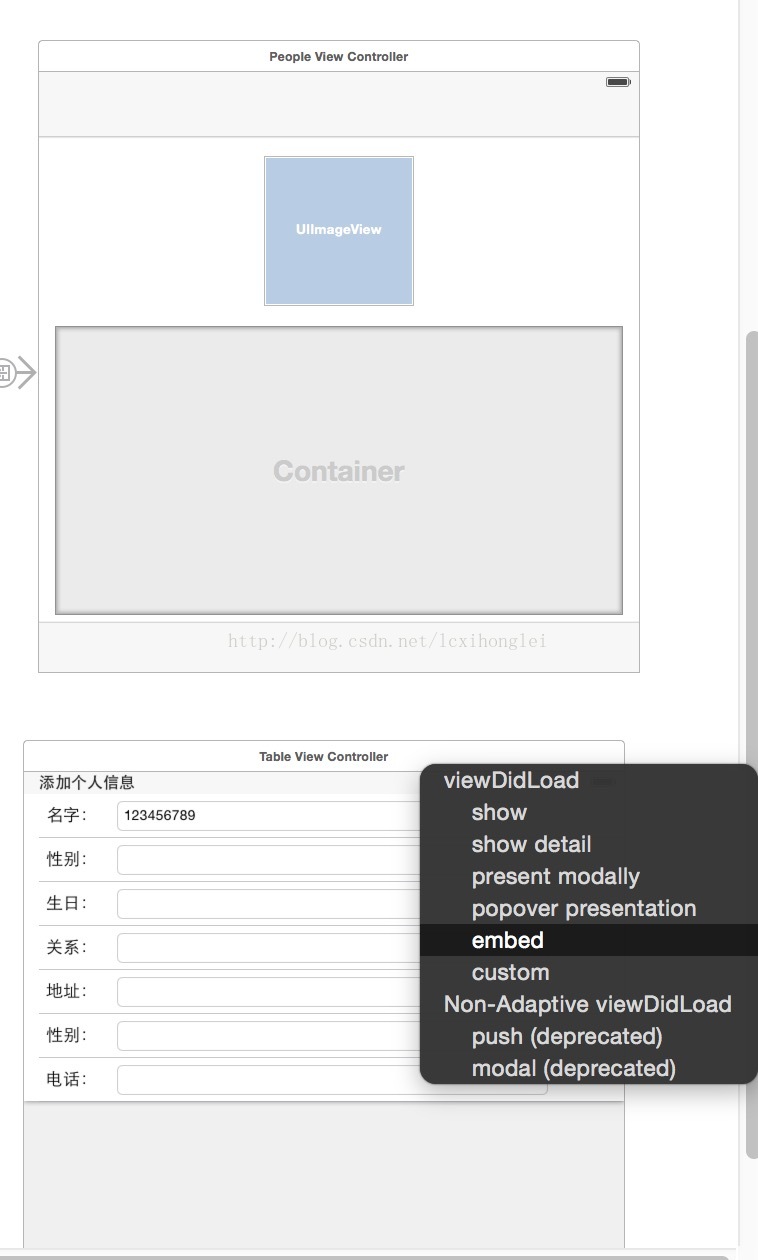 People View Controller
UIImageView
Container
http://blog.csdn.net/lcxihonglei
Table View Controller
添加个人信息
名字:
123456789
性别:
生日:
关系:
地址:
性别:
电话:
viewDidLoad
show
show detail
present modally
popover presentation
embed
custom
Non-Adaptive viewDidLoad
push (deprecated)
modal (deprecated)